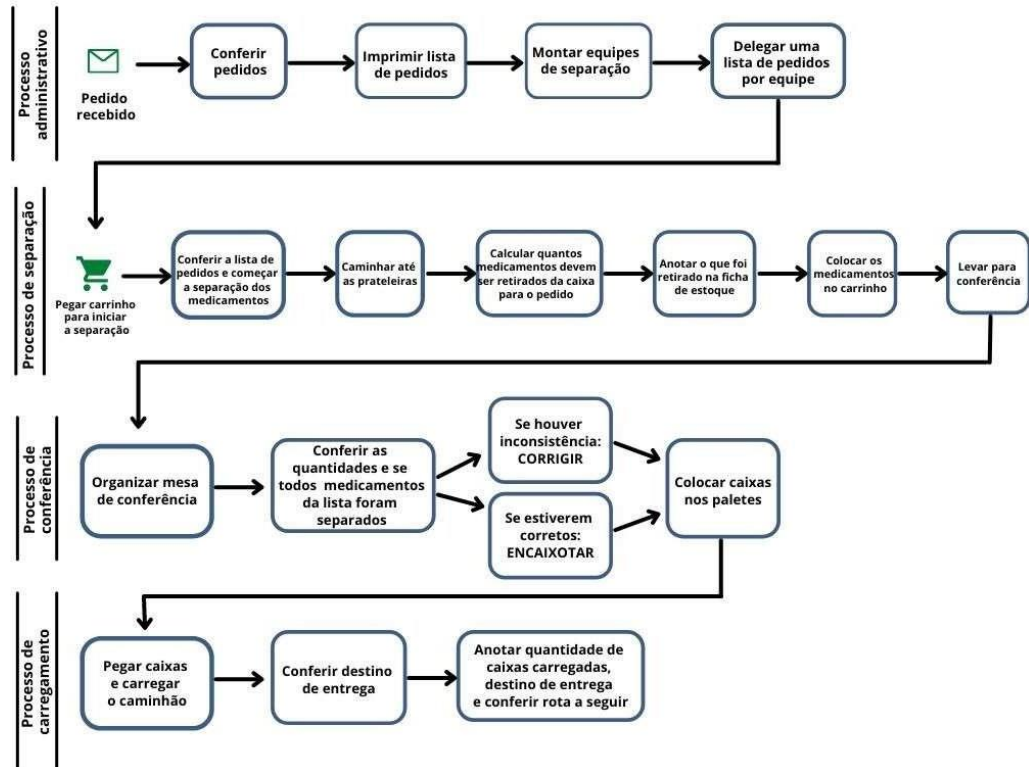 Processo
administrativo
Pedido
recebido
Conferir
pedidos
Imprimir lista
de pedidos
Montar equipes
de separação
Delegar uma
lista de pedidos
por equipe
Processo de separação
Pegar carrinho
para iniciar
a separação
Conferir a lista de
pedidos e começar
a separação dos
medicamentos
Caminhar até
as prateleiras
Calcular quantos
medicamentos devem
ser retirados da caixa
para o pedido
Anotar o que foi
retirado na ficha
de estoque
Colocar os
medicamentos
no carrinho
Levar para
conferência
Processo de
conferência
Organizar mesa
de conferência
Conferir as
quantidades e se
todos medicamentos
da lista foram
separados
Se houver
inconsistência:
CORRIGIR
Se estiverem
corretos:
ENCAIXOTAR
Colocar caixas
nos paletes
Processo de
carregamento
Pegar caixas
e carregar
o caminhão
Conferir destino
de entrega
Anotar quantidade de
caixas carregadas,
destino de entrega
e conferir rota a seguir